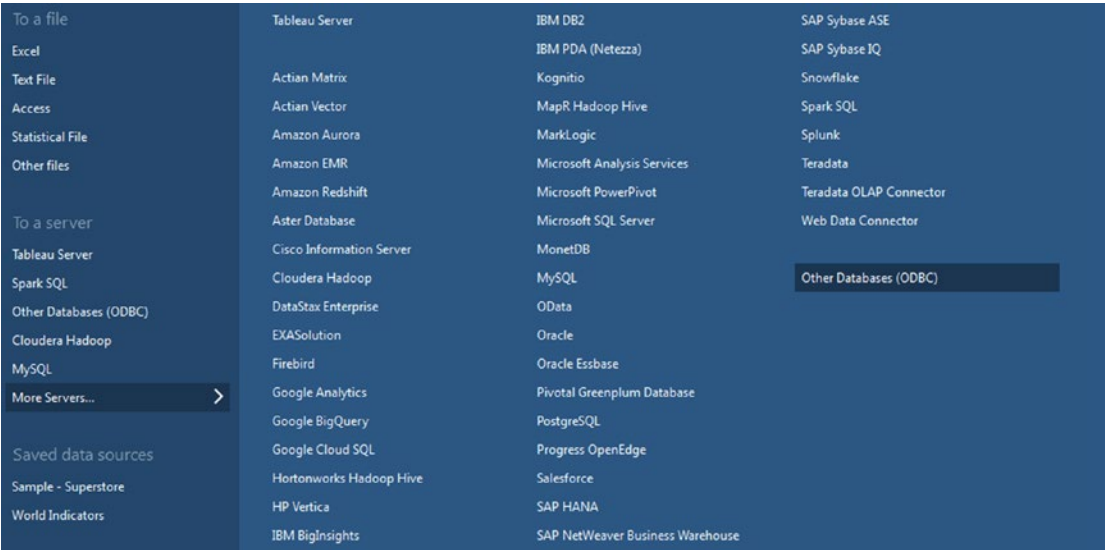 To a file
Excel
Text File
Access
Statistical File
Other files
To a server
Tableau Server
Spark SQL
Other Databases (ODBC)
Cloudera Hadoop
MySQL
More Servers...
Saved data sources
Sample - Superstore
World Indicators
Tableau Server
Actian Matrix
Actian Vector
Amazon Aurora
Amazon EMR
Amazon Redshift
Aster Database
Cisco Information Server
Cloudera Hadoop
DataStax Enterprise
EXASolution
Firebird
Google Analytics
Google BigQuery
Google Cloud SQL
Hortonworks Hadoop Hive
HP Vertica
IBM BigInsights
IBM DB2
IBM PDA (Netezza)
Kognitio
MapR Hadoop Hive
MarkLogic
Microsoft Analysis Services
Microsoft PowerPivot
Microsoft SQL Server
MonetDB
MySQL
OData
Oracle
Oracle Essbase
Pivotal Greenplum Database
PostgreSQL
Progress OpenEdge
Salesforce
SAP HANA
SAP NetWeaver Business Warehouse
SAP Sybase ASE
SAP Sybase IQ
Snowflake
Spark SQL
Splunk
Teradata
Teradata OLAP Connector
Web Data Connector
Other Databases (ODBC)